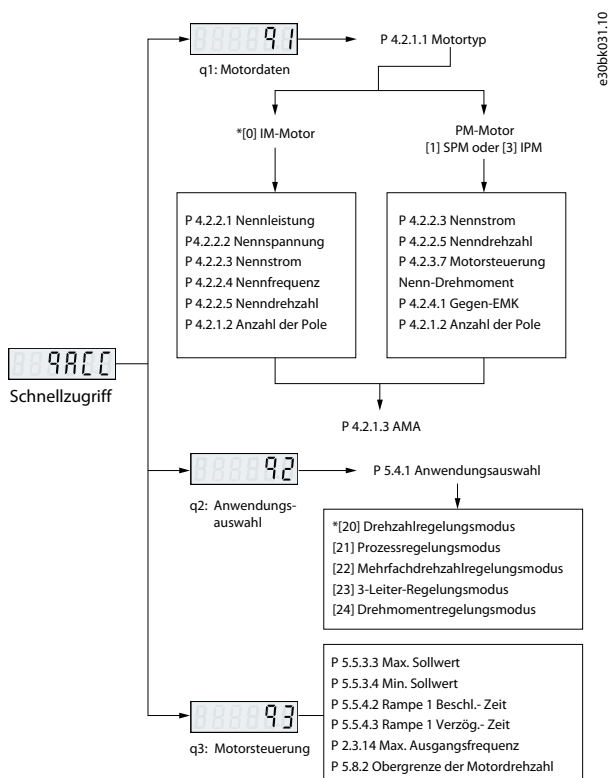 e30bk031.10
q1
P 4.2.1.1 Motortyp
q1: Motordaten
*[0] IM-Motor
PM-Motor
[1] SPM oder [3] IPM
P 4.2.2.1 Nennleistung
P4.2.2.2 Nennspannung
P 4.2.2.3 Nennstrom
P 4.2.2.4 Nennfrequenz
P 4.2.2.5 Nenndrehzahl
P 4.2.1.2 Anzahl der Pole
P 4.2.2.3 Nennstrom
P 4.2.2.5 Nenndrehzahl
P 4.2.3.7 Motorsteuerung
Nenn-Drehmoment
P 4.2.4.1 Gegen-EMK
P 4.2.1.2 Anzahl der Pole
qACC
Schnellzugriff
P 4.2.1.3 AMA
q2
P 5.4.1 Anwendungsauswahl
q2: Anwendungs-
auswahl
*[20] Drehzahlregelungsmodus
[21] Prozessregelungsmodus
[22] Mehrfachdrehzahlregelungsmodus
[23] 3-Leiter-Regelungsmodus
[24] Drehmomentregelungsmodus
q3
q3: Motorsteuerung
P 5.5.3.3 Max. Sollwert
P 5.5.3.4 Min. Sollwert
P 5.5.4.2 Rampe 1 Beschl.- Zeit
P 5.5.4.3 Rampe 1 Verzög.- Zeit
P 2.3.14 Max. Ausgangsfrequenz
P 5.8.2 Obergrenze der Motordrehzahl